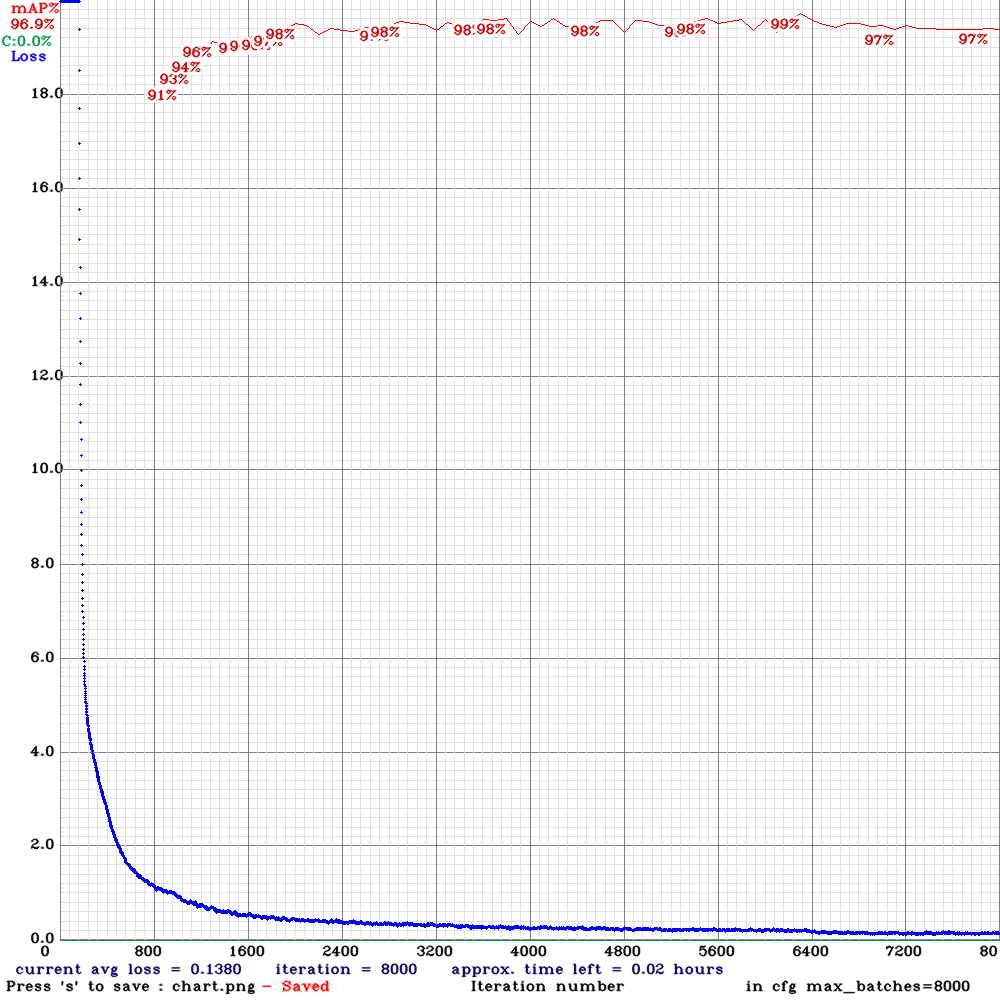 mAP%
96.9%
C:0.0%
Loss
98% 98% 98% 98% 98% 98% 99% 97% 97%
96%
94%
93%
91%
18.0
16.0
14.0
12.0
10.0
8.0
6.0
4.0
2.0
0.0
0 800 1600 2400 3200 4000 4800 5600 6400 7200 80
current avg loss = 0.1380 iteration = 8000 approx. time left = 0.02 hours
Press 's' to save : chart.png - Saved Iteration number in cfg max_batches=8000